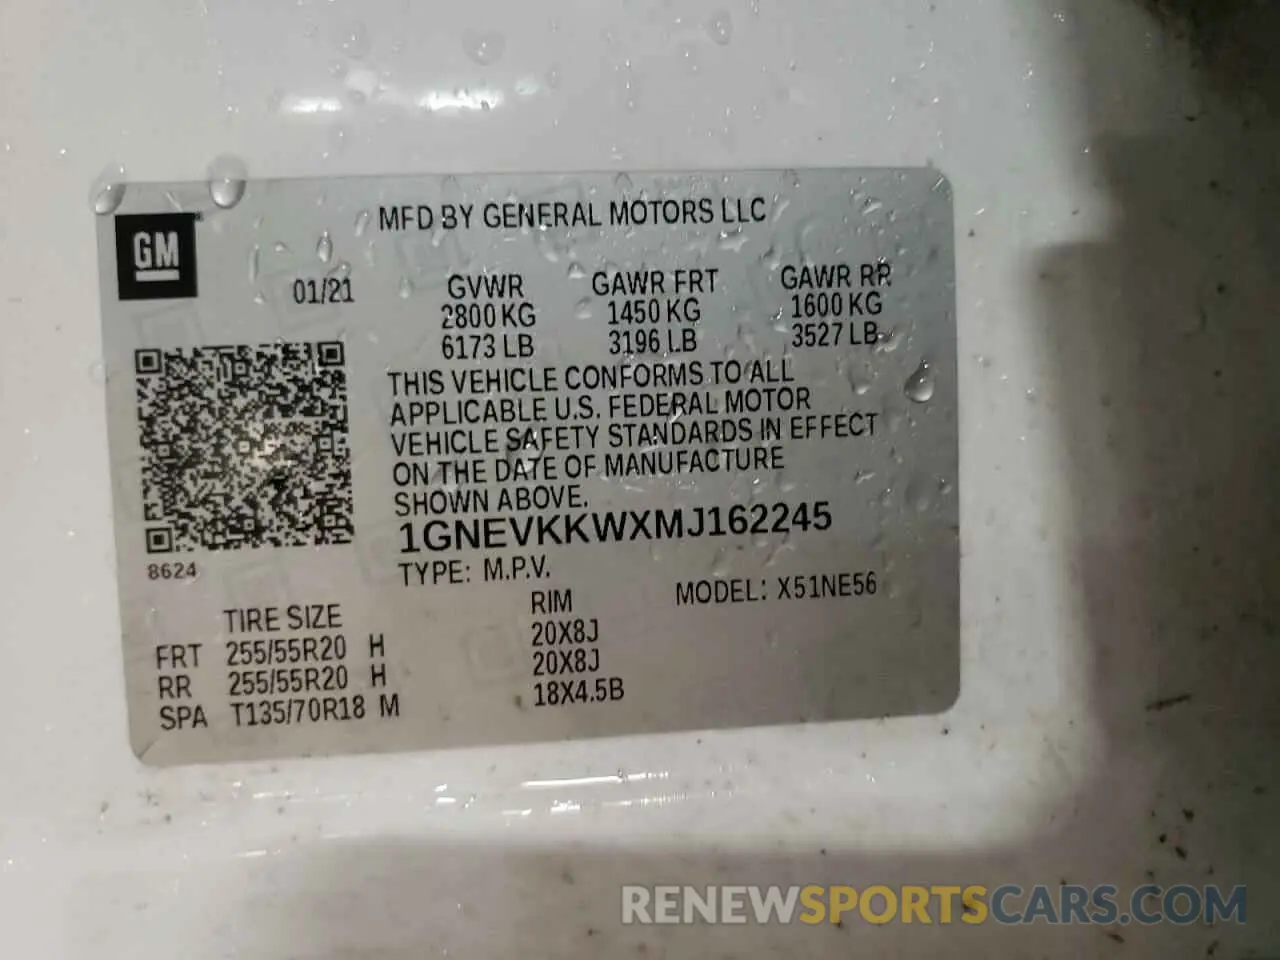 MFD BY GENERAL MOTORS LLC
GM
01/21
GVWR GAWR FRT GAWR RR
2800 KG 1450 KG 1600 KG
6173 LB 3196 LB 3527 LB
THIS VEHICLE CONFORMS TO ALL
APPLICABLE U.S. FEDERAL MOTOR
VEHICLE SAFETY STANDARDS IN EFFECT
ON THE DATE OF MANUFACTURE
SHOWN ABOVE.
1GNEVKKWXMJ162245
8624
TYPE: M.P.V. MODEL: X51NE56
TIRE SIZE RIM
FRT 255/55R20 H 20X8J
RR 255/55R20 H 20X8J
SPA T135/70R18 M 18X4.5B
RENEWSPORTSCARS.COM